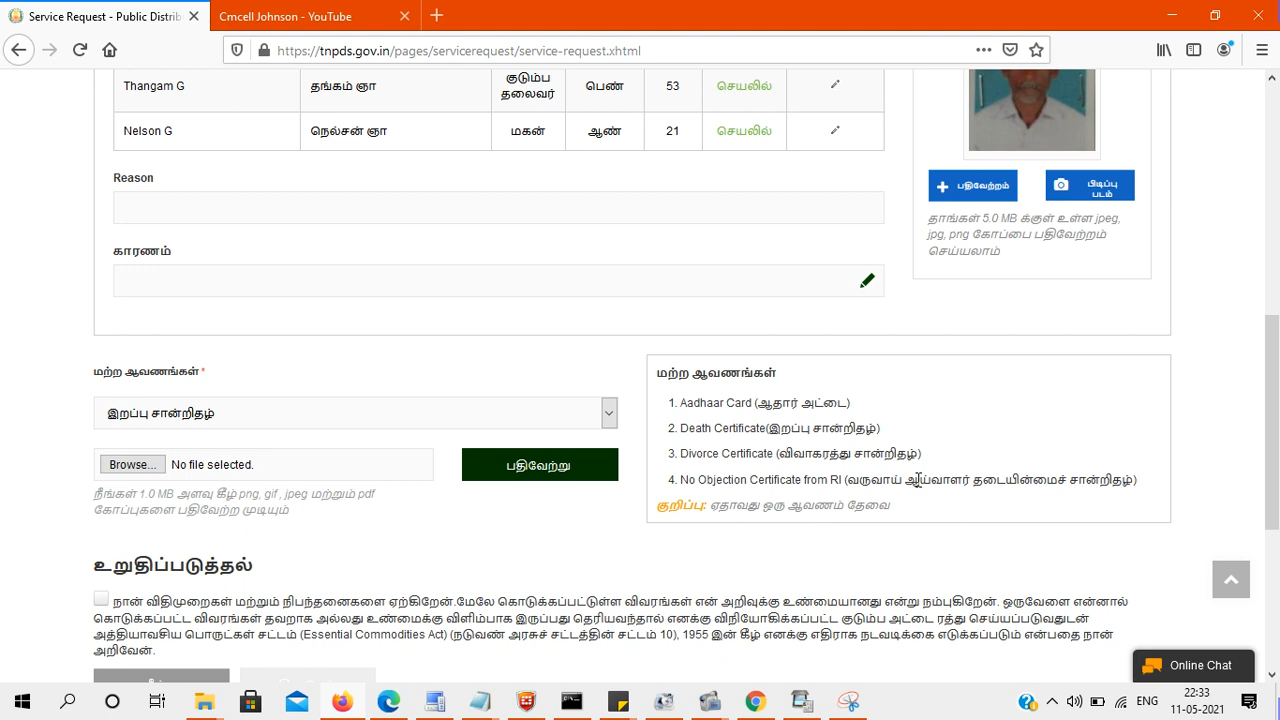 Service Request - Public Distrib
Cmcell Johnson - YouTube
https://tnpds.gov.in/pages/servicerequest/service-request.xhtml
Thangam G
தங்கம் ஞா
குடும்ப
தலைவர்
பெண்
53
செயலில்
Nelson G
நெல்சன் ஞா
மகன்
ஆண்
21
செயலில்
Reason
காரணம்
பதிவேற்றம்
பிடிப்பு
படம்
தாங்கள் 5.0 MB க்குள் உள்ள jpeg,
jpg, png கோப்பை பதிவேற்றம்
செய்யலாம்
மற்ற ஆவணங்கள் *
இறப்பு சான்றிதழ்
Browse... No file selected.
பதிவேற்று
நீங்கள் 1.0 MB அளவு கீழ் png, gif , jpeg மற்றும் pdf
கோப்புகளை பதிவேற்ற முடியும்
மற்ற ஆவணங்கள்
1. Aadhaar Card (ஆதார் அட்டை)
2. Death Certificate(இறப்பு சான்றிதழ்)
3. Divorce Certificate (விவாகரத்து சான்றிதழ்)
4. No Objection Certificate from RI (வருவாய் ஆய்வாளர் தடையின்மைச் சான்றிதழ்)
குறிப்பு: ஏதாவது ஒரு ஆவணம் தேவை
உறுதிப்படுத்தல்
நான் விதிமுறைகள் மற்றும் நிபந்தனைகளை ஏற்கிறேன்.மேலே கொடுக்கப்பட்டுள்ள விவரங்கள் என் அறிவுக்கு உண்மையானது என்று நம்புகிறேன். ஒருவேளை என்னால்
கொடுக்கப்பட்ட விவரங்கள் தவறாக அல்லது உண்மைக்கு விளிம்பாக இருப்பது தெரியவந்தால் எனக்கு வினியோகிக்கப்பட்ட குடும்ப அட்டை ரத்து செய்யப்படுவதுடன்
அத்தியாவசிய பொருட்கள் சட்டம் (Essential Commodities Act) (நடுவண் அரசுச் சட்டத்தின் சட்டம் 10), 1955 இன் கீழ் எனக்கு எதிராக நடவடிக்கை எடுக்கப்படும் என்பதை நான்
அறிவேன்.
Online Chat
ENG
22:33
11-05-2021